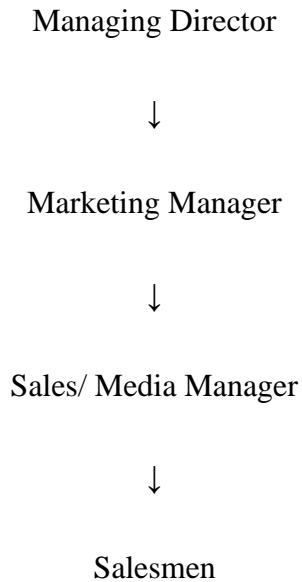 Managing Director
↓
Marketing Manager
↓
Sales/ Media Manager
↓
Salesmen